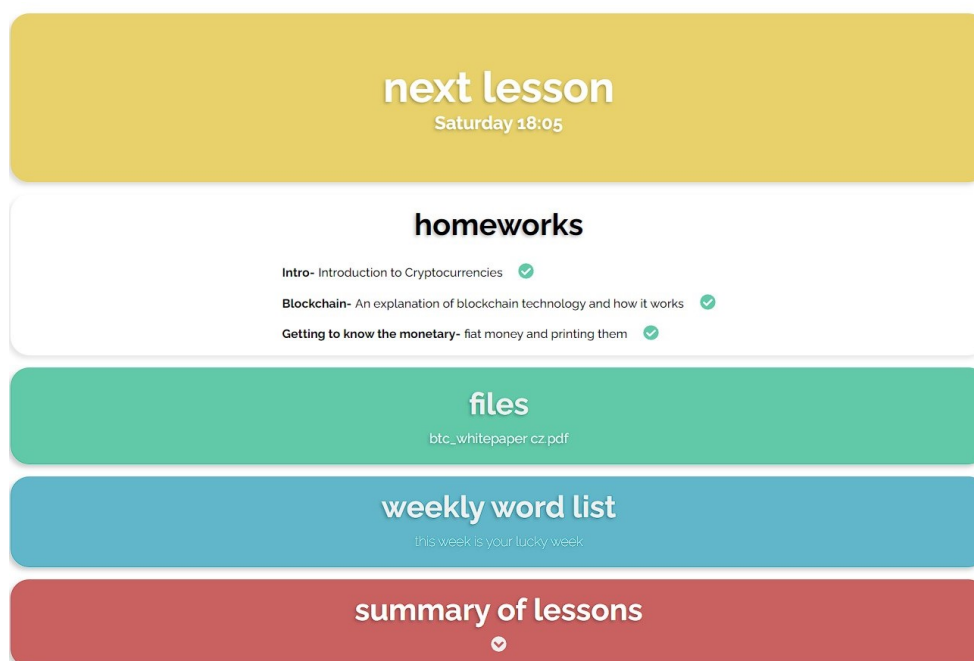 next lesson
Saturday 18:05
homeworks
Intro- Introduction to Cryptocurrencies
Blockchain- An explanation of blockchain technology and how it works
Getting to know the monetary- fiat money and printing them
files
btc_whitepaper cz.pdf
weekly word list
this week is your lucky week
summary of lessons